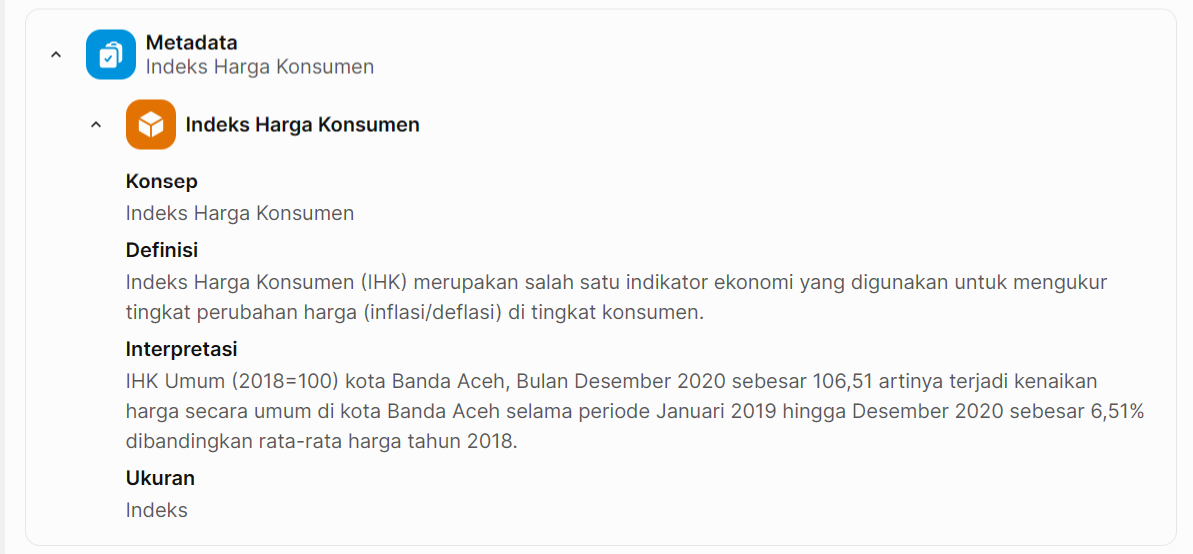 Metadata
Indeks Harga Konsumen
Indeks Harga Konsumen
Konsep
Indeks Harga Konsumen
Definisi
Indeks Harga Konsumen (IHK) merupakan salah satu indikator ekonomi yang digunakan untuk mengukur
tingkat perubahan harga (inflasi/deflasi) di tingkat konsumen.
Interpretasi
IHK Umum (2018=100) kota Banda Aceh, Bulan Desember 2020 sebesar 106,51 artinya terjadi kenaikan
harga secara umum di kota Banda Aceh selama periode Januari 2019 hingga Desember 2020 sebesar 6,51%
dibandingkan rata-rata harga tahun 2018.
Ukuran
Indeks